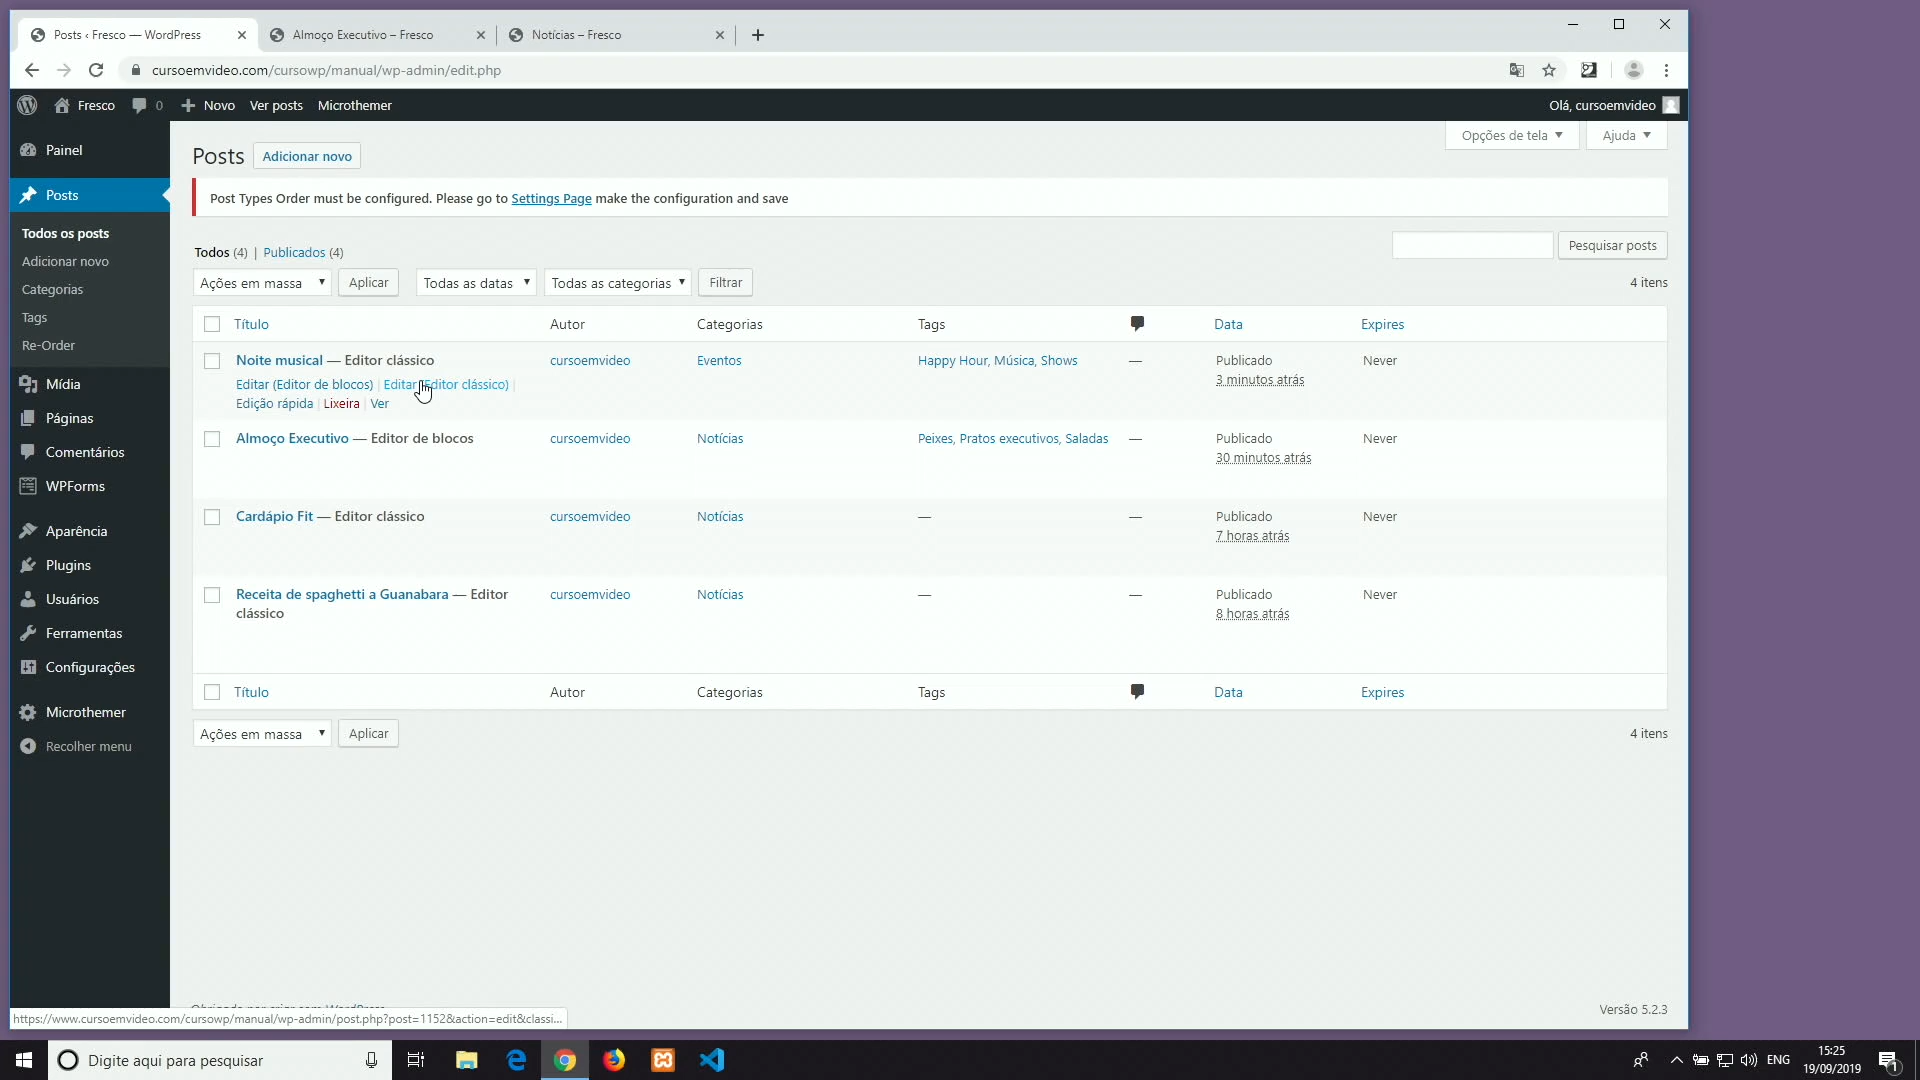 Posts ‹ Fresco — WordPress
Almoço Executivo – Fresco
Notícias – Fresco
cursoemvideo.com/cursowp/manual/wp-admin/edit.php
Fresco
0
Novo
Ver posts
Microthemer
Olá, cursoemvideo
Opções de tela
Ajuda
Painel
Posts
Todos os posts
Adicionar novo
Categorias
Tags
Re-Order
Mídia
Páginas
Comentários
WPForms
Aparência
Plugins
Usuários
Ferramentas
Configurações
Microthemer
Recolher menu
Posts
Adicionar novo
Post Types Order must be configured. Please go to Settings Page make the configuration and save
Todos (4) | Publicados (4)
Pesquisar posts
Ações em massa
Aplicar
Todas as datas
Todas as categorias
Filtrar
4 itens
Título Autor Categorias Tags Data Expires
Noite musical — Editor clássico cursoemvideo Eventos Happy Hour, Música, Shows — Publicado Never
Editar (Editor de blocos) | Editar (Editor clássico) | 3 minutos atrás
Edição rápida | Lixeira | Ver
Almoço Executivo — Editor de blocos cursoemvideo Notícias Peixes, Pratos executivos, Saladas — Publicado Never
30 minutos atrás
Cardápio Fit — Editor clássico cursoemvideo Notícias — — Publicado Never
7 horas atrás
Receita de spaghetti a Guanabara — Editor cursoemvideo Notícias — — Publicado Never
clássico 8 horas atrás
Título Autor Categorias Tags Data Expires
Ações em massa
Aplicar
4 itens
Versão 5.2.3
https://www.cursoemvideo.com/cursowp/manual/wp-admin/post.php?post=1152&action=edit&classi...
Digite aqui para pesquisar
ENG
15:25
19/09/2019
1